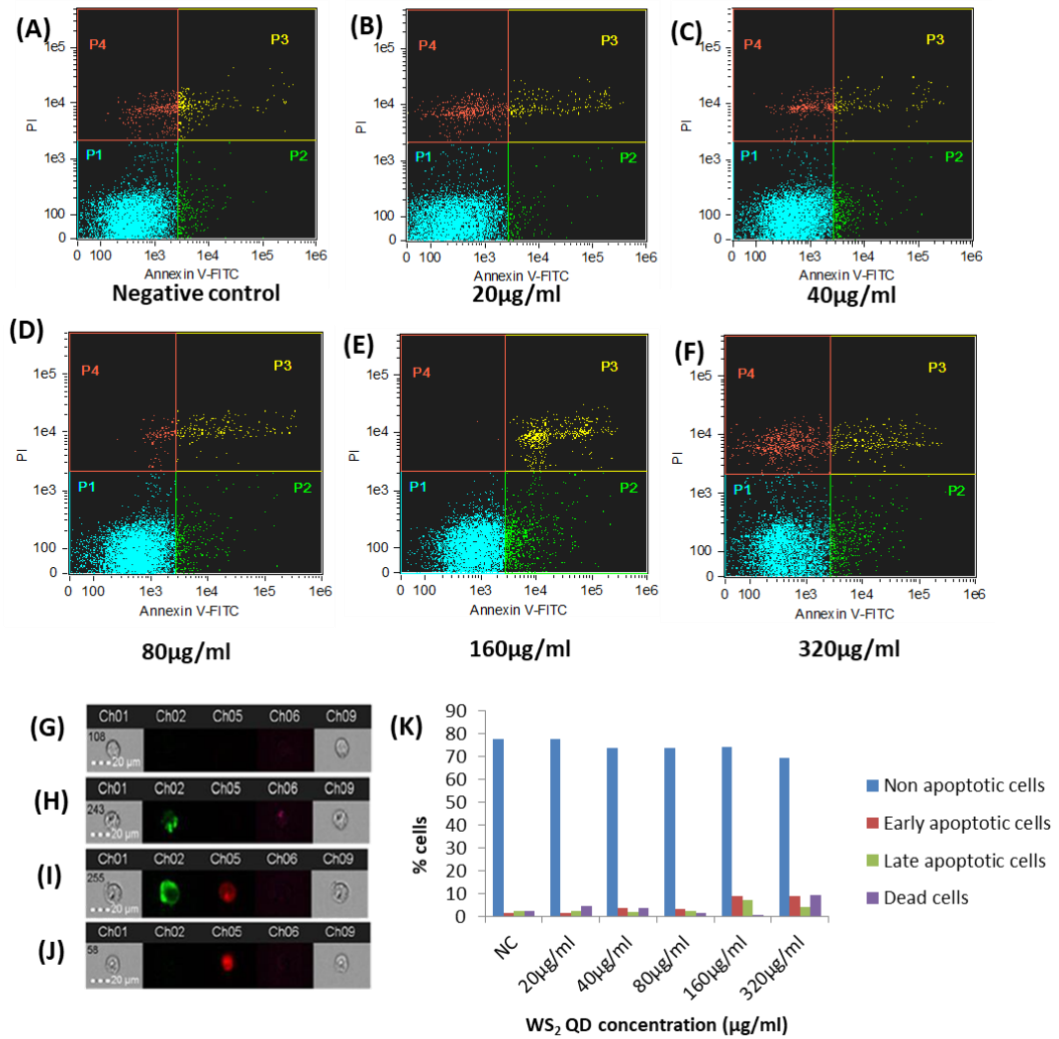 (A)
P4
P3
P1
P2
1e5
1e4
1e3
100
0
PI
0 100 1e3 1e4 1e5 1e6
Annexin V-FITC
Negative control
(B)
P4
P3
P1
P2
1e5
1e4
1e3
100
0
PI
0 100 1e3 1e4 1e5 1e6
Annexin V-FITC
20µg/ml
(C)
P4
P3
P1
P2
1e5
1e4
1e3
100
0
PI
0 100 1e3 1e4 1e5 1e6
Annexin V-FITC
40µg/ml
(D)
P4
P3
P1
P2
1e5
1e4
1e3
100
0
PI
0 100 1e3 1e4 1e5 1e6
Annexin V-FITC
80µg/ml
(E)
P4
P3
P1
P2
1e5
1e4
1e3
100
0
PI
0 100 1e3 1e4 1e5 1e6
Annexin V-FITC
160µg/ml
(F)
P4
P3
P1
P2
1e5
1e4
1e3
100
0
PI
0 100 1e3 1e4 1e5 1e6
Annexin V-FITC
320µg/ml
(G)
Ch01 Ch02 Ch05 Ch06 Ch09
108
20 µm
(H)
Ch01 Ch02 Ch05 Ch06 Ch09
243
20 µm
(I)
Ch01 Ch02 Ch05 Ch06 Ch09
255
20 µm
(J)
Ch01 Ch02 Ch05 Ch06 Ch09
58
20 µm
(K)
90
80
70
60
50
40
30
20
10
0
% cells
NC 20µg/ml 40µg/ml 80µg/ml 160µg/ml 320µg/ml
WS₂ QD concentration (µg/ml)
Non apoptotic cells
Early apoptotic cells
Late apoptotic cells
Dead cells